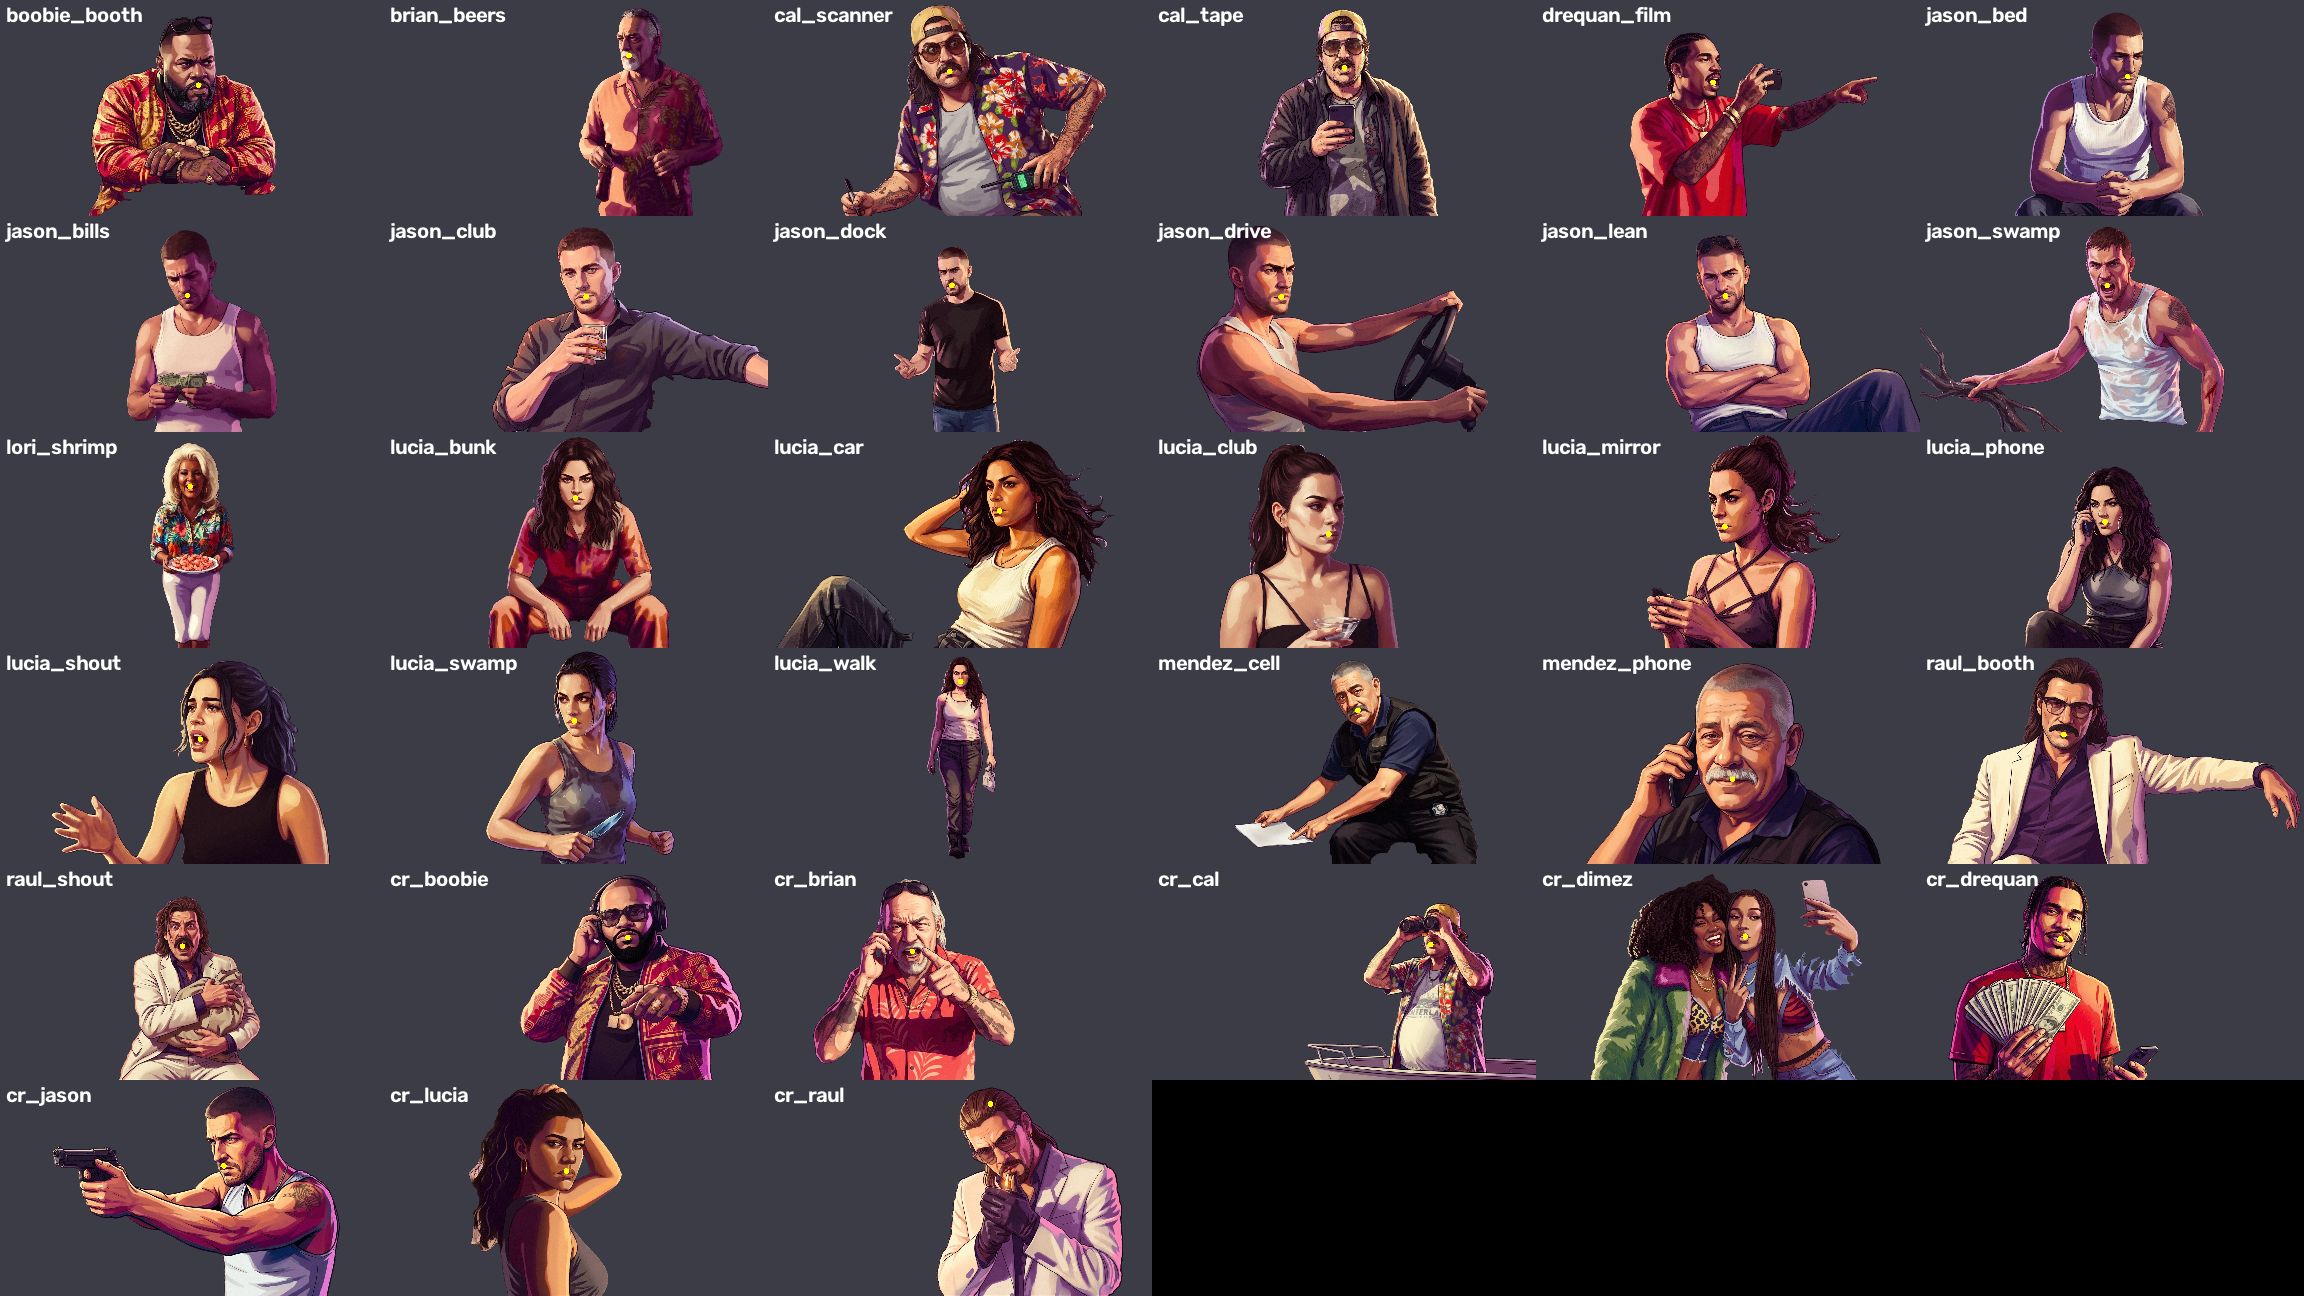 boobie_booth
brian_beers
cal_scanner
cal_tape
drequan_film
jason_bed
jason_bills
jason_club
jason_dock
jason_drive
jason_lean
jason_swamp
lori_shrimp
lucia_bunk
lucia_car
lucia_club
lucia_mirror
lucia_phone
lucia_shout
lucia_swamp
lucia_walk
mendez_cell
mendez_phone
raul_booth
raul_shout
cr_boobie
cr_brian
cr_cal
cr_dimez
cr_drequan
cr_jason
cr_lucia
cr_raul